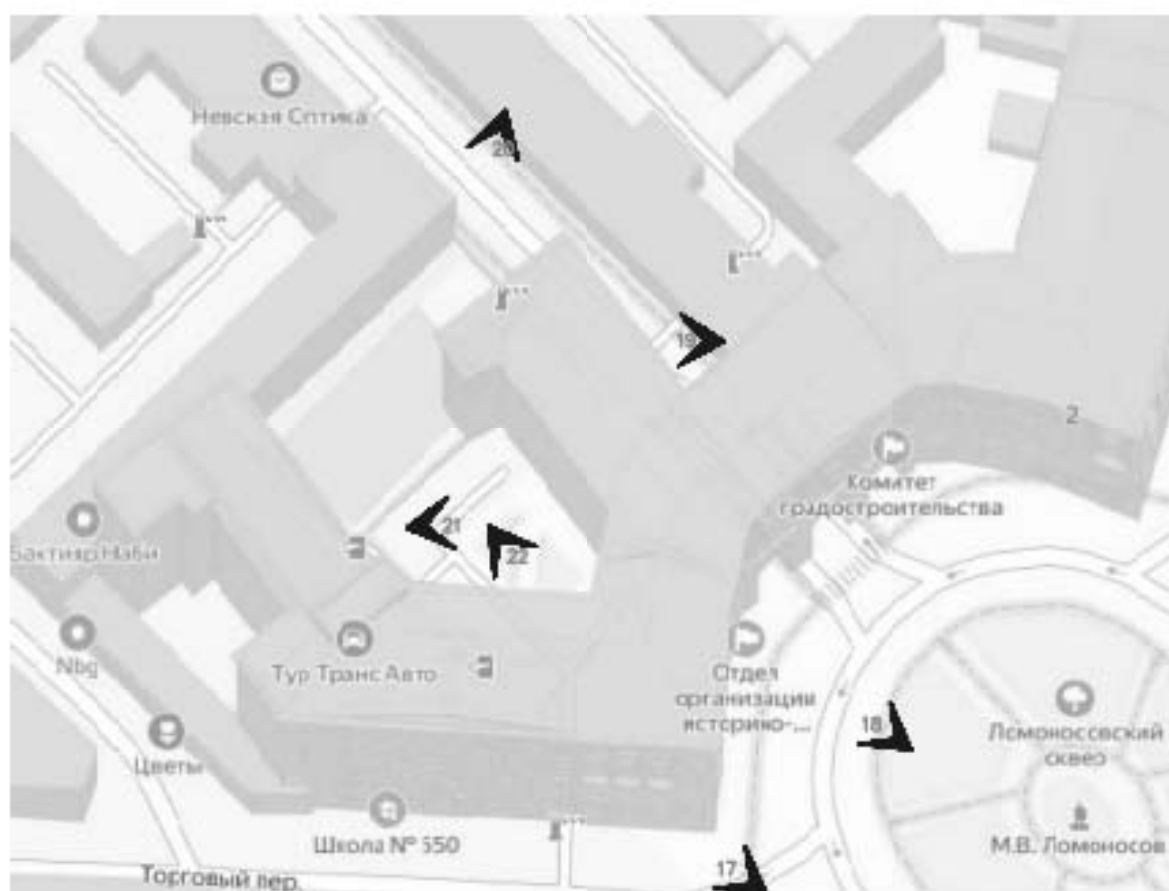 Невская Оптика
20
19
2
Комитет
градостроительства
21
22
Бактияр Наби
Nbg
Тур Транс Авто
Отдел
организации
историко-...
18
Ломоносовский
сквер
Цветы
Школа № 550
М.В. Ломоносов
17
Торговый пер.